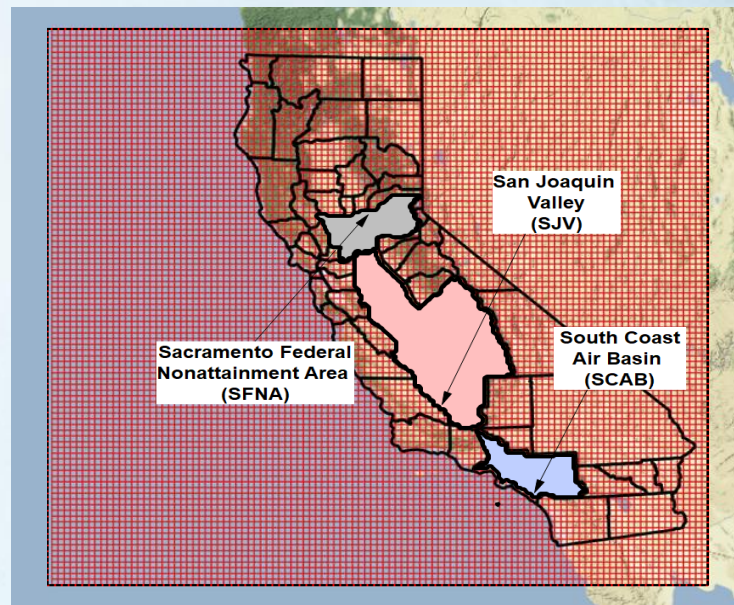 San Joaquin
Valley
(SJV)
South Coast
Air Basin
(SCAB)
Sacramento Federal
Nonattainment Area
(SFNA)